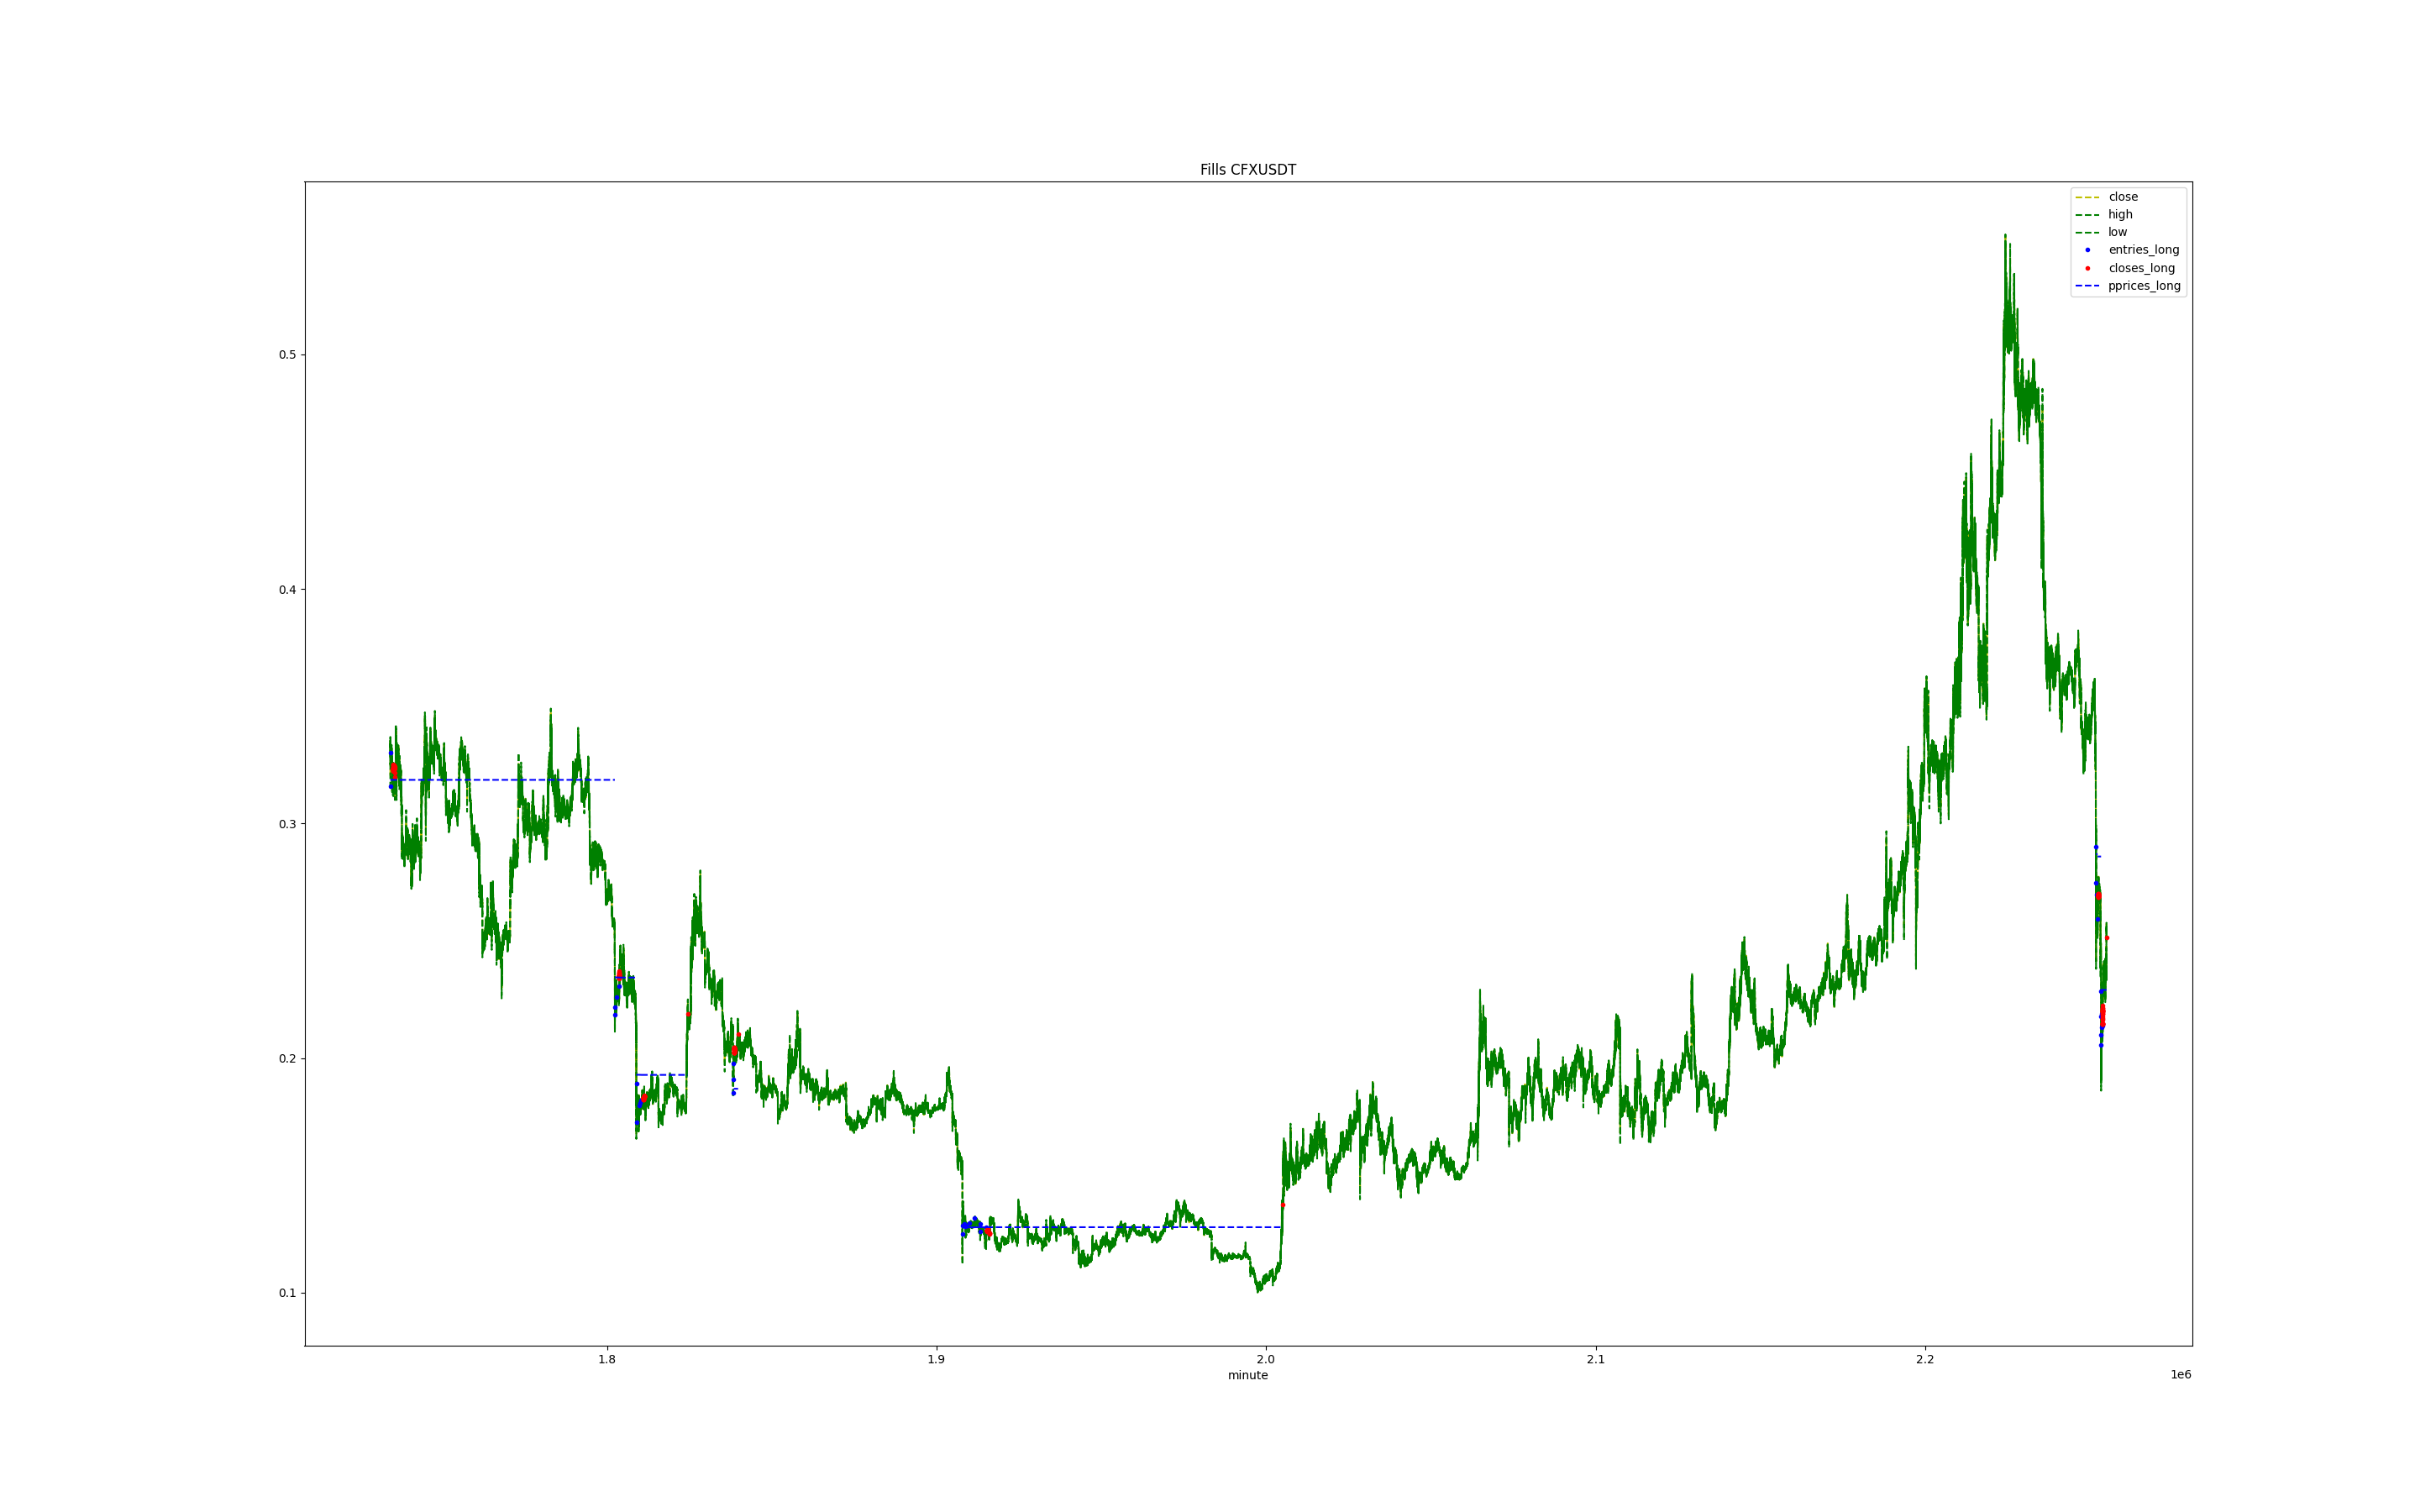 Fills CFXUSDT
close
high
low
entries_long
closes_long
pprices_long
0.5
0.4
0.3
0.2
0.1
1.8
1.9
2.0
2.1
2.2
minute
1e6